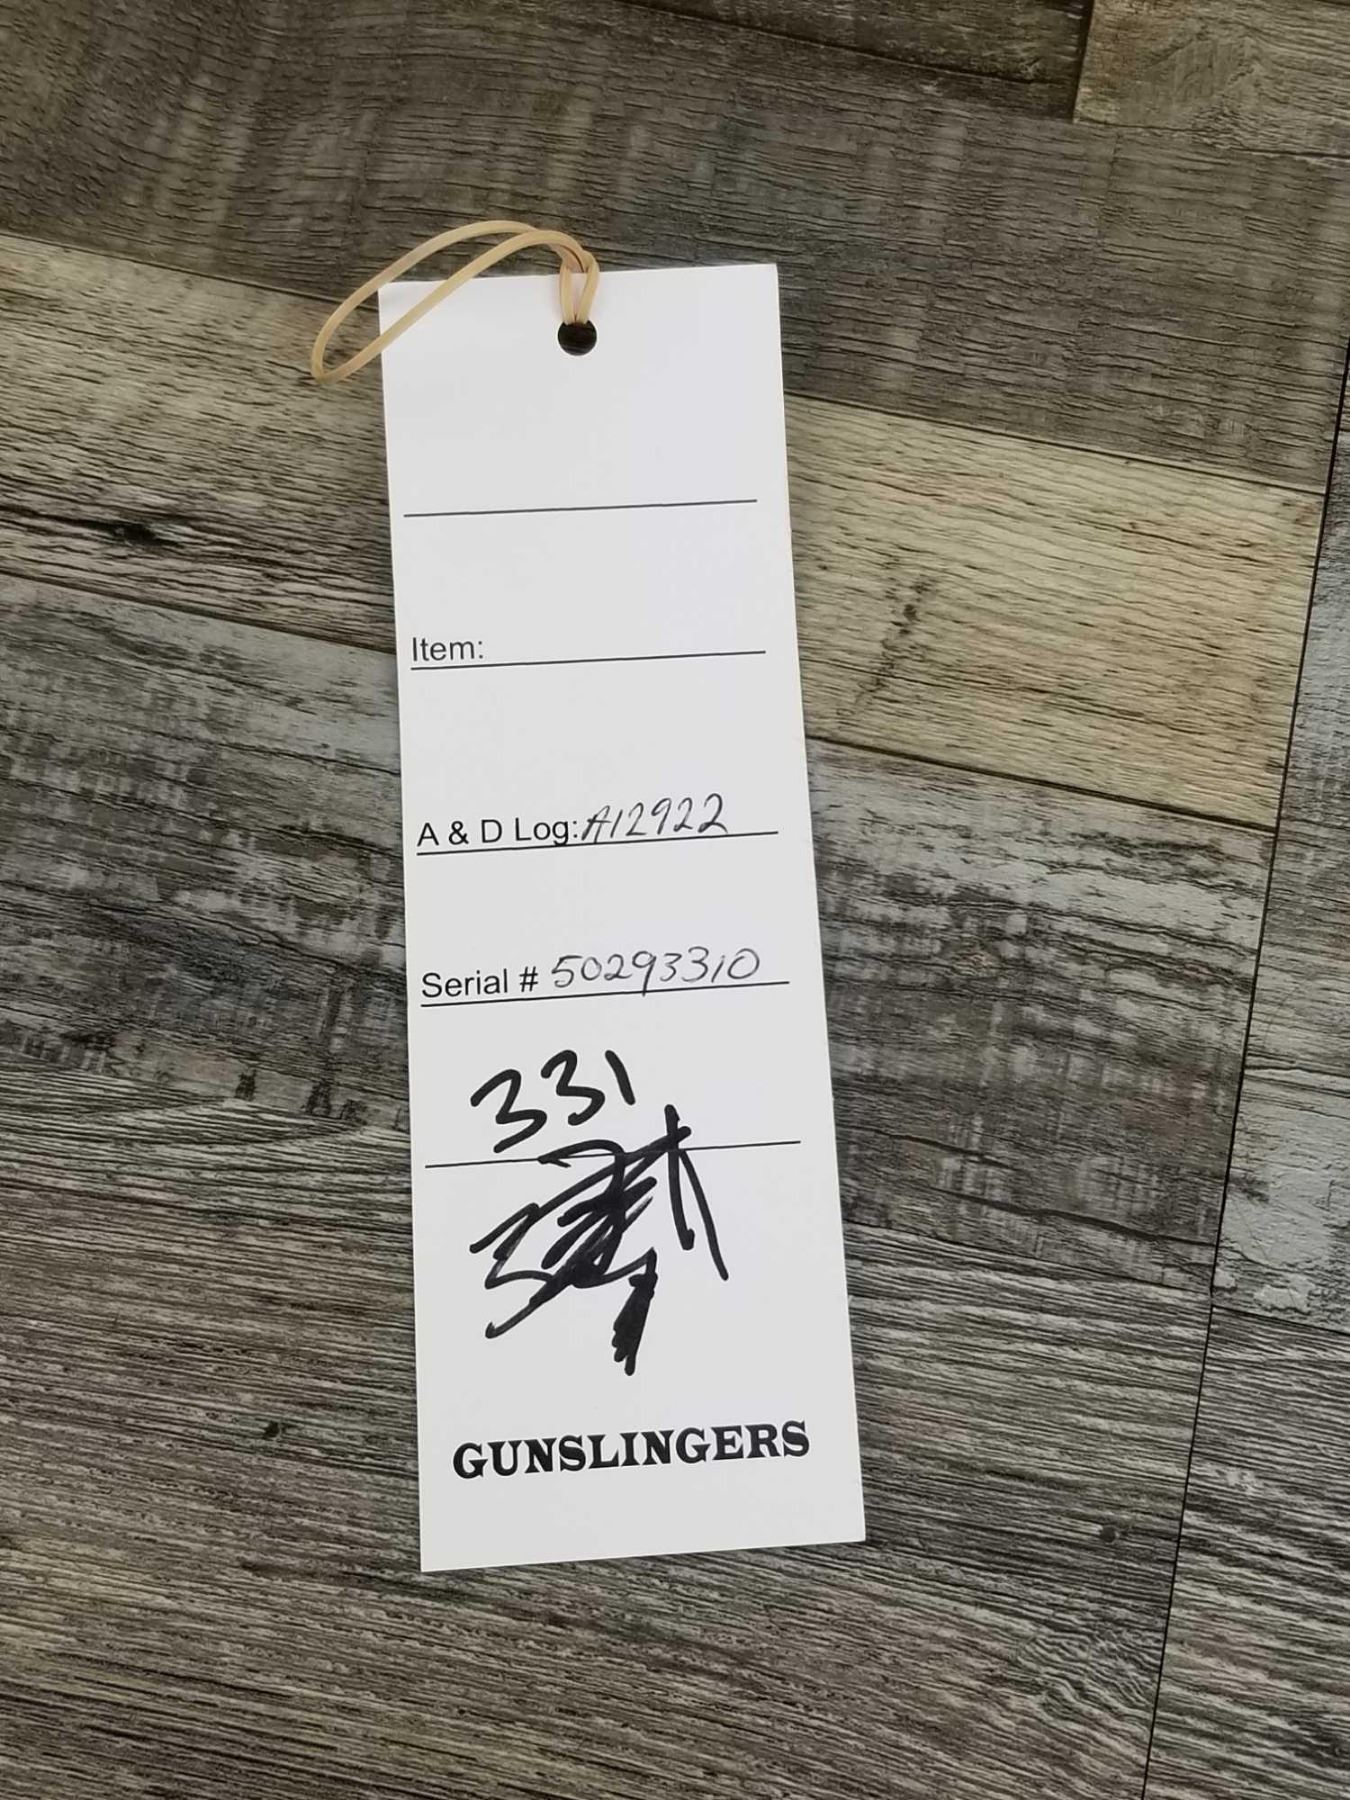 Item:
A & D Log: A12922
Serial # 50293310
331
GUNSLINGERS